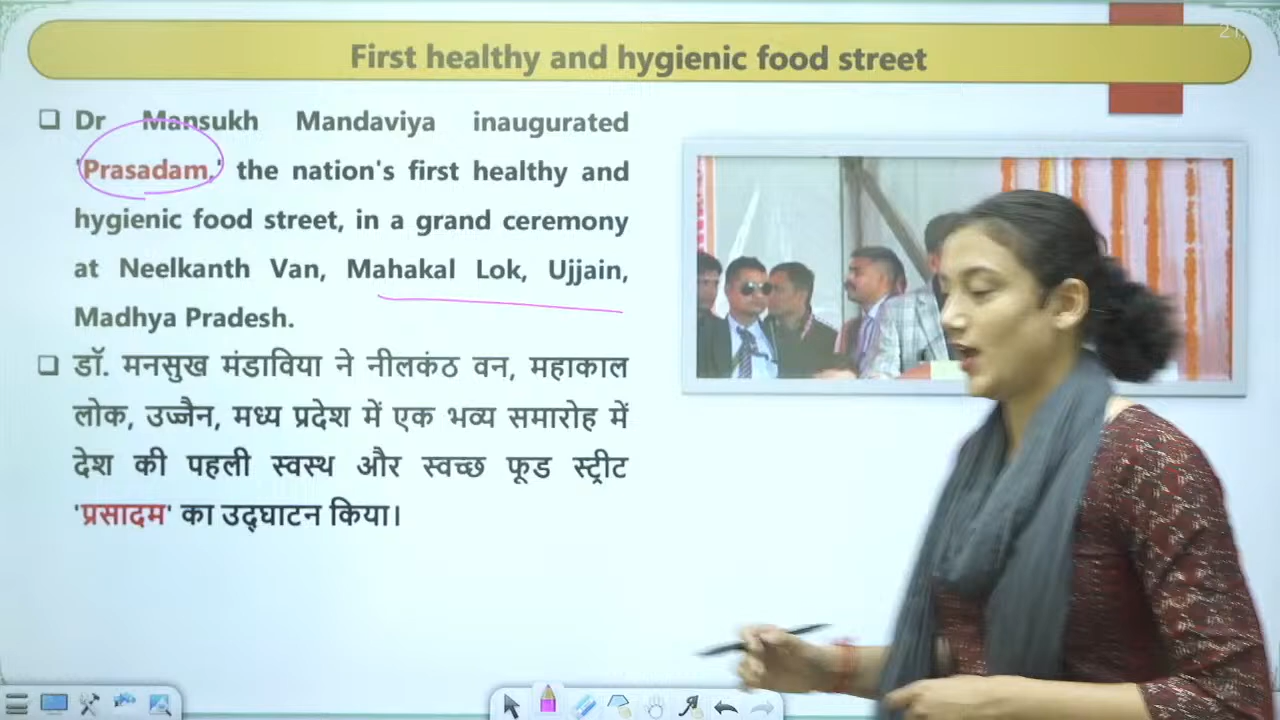 First healthy and hygienic food street
❑ Dr Mansukh Mandaviya inaugurated
'Prasadam,' the nation's first healthy and
hygienic food street, in a grand ceremony
at Neelkanth Van, Mahakal Lok, Ujjain,
Madhya Pradesh.
❑ डॉ. मनसुख मंडाविया ने नीलकंठ वन, महाकाल
लोक, उज्जैन, मध्य प्रदेश में एक भव्य समारोह में
देश की पहली स्वस्थ और स्वच्छ फूड स्ट्रीट
'प्रसादम' का उद्घाटन किया।